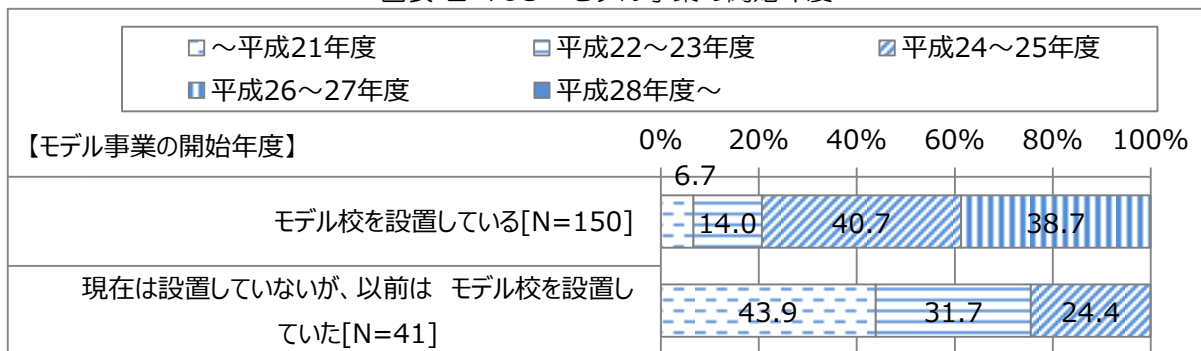 ～平成21年度 平成22～23年度 平成24～25年度
平成26～27年度 平成28年度～
【モデル事業の開始年度】 0% 20% 40% 60% 80% 100%
6.7
モデル校を設置している[N=150] 14.0 40.7 38.7
現在は設置していないが、以前は モデル校を設置し
ていた[N=41] 43.9 31.7 24.4